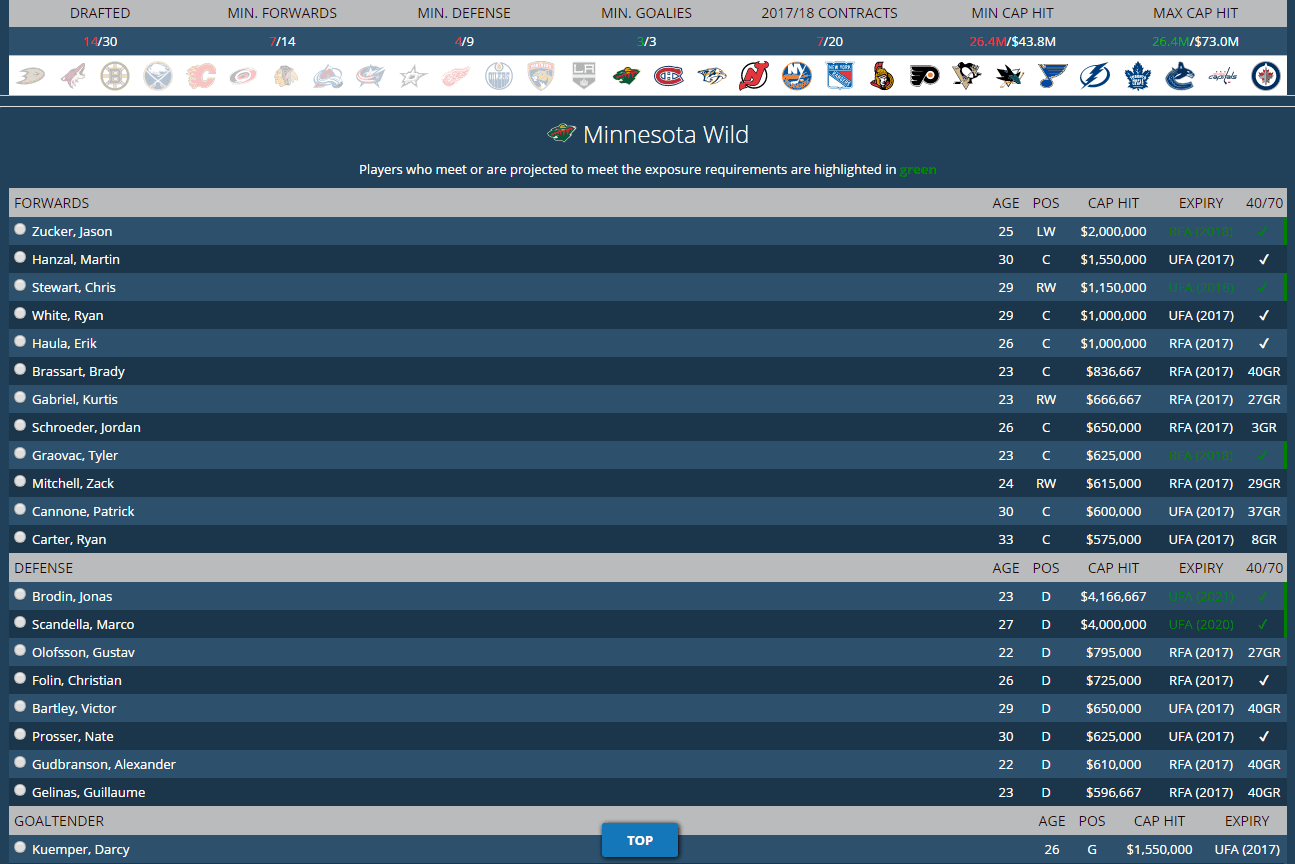 DRAFTED MIN. FORWARDS MIN. DEFENSE MIN. GOALIES 2017/18 CONTRACTS MIN CAP HIT MAX CAP HIT
14/30 7/14 4/9 3/3 7/20 26.4M/$43.8M 26.4M/$73.0M
Minnesota Wild
Players who meet or are projected to meet the exposure requirements are highlighted in green
FORWARDS AGE POS CAP HIT EXPIRY 40/70
Zucker, Jason 25 LW $2,000,000 RFA (2018) ✓
Hanzal, Martin 30 C $1,550,000 UFA (2017) ✓
Stewart, Chris 29 RW $1,150,000 UFA (2018) ✓
White, Ryan 29 C $1,000,000 UFA (2017) ✓
Haula, Erik 26 C $1,000,000 RFA (2017) ✓
Brassart, Brady 23 C $836,667 RFA (2017) 40GR
Gabriel, Kurtis 23 RW $666,667 RFA (2017) 27GR
Schroeder, Jordan 26 C $650,000 RFA (2017) 3GR
Graovac, Tyler 23 C $625,000 RFA (2018) ✓
Mitchell, Zack 24 RW $615,000 RFA (2017) 29GR
Cannone, Patrick 30 C $600,000 UFA (2017) 37GR
Carter, Ryan 33 C $575,000 UFA (2017) 8GR
DEFENSE AGE POS CAP HIT EXPIRY 40/70
Brodin, Jonas 23 D $4,166,667 UFA ✓
Scandella, Marco 27 D $4,000,000 UFA (2020) ✓
Olofsson, Gustav 22 D $795,000 RFA (2017) 27GR
Folin, Christian 26 D $725,000 RFA (2017) ✓
Bartley, Victor 29 D $650,000 UFA (2017) 40GR
Prosser, Nate 30 D $625,000 UFA (2017) ✓
Gudbranson, Alexander 22 D $610,000 RFA (2017) 40GR
Gelinas, Guillaume 23 D $596,667 RFA (2017) 40GR
GOALTENDER AGE POS CAP HIT EXPIRY
TOP
Kuemper, Darcy 26 G $1,550,000 UFA (2017)